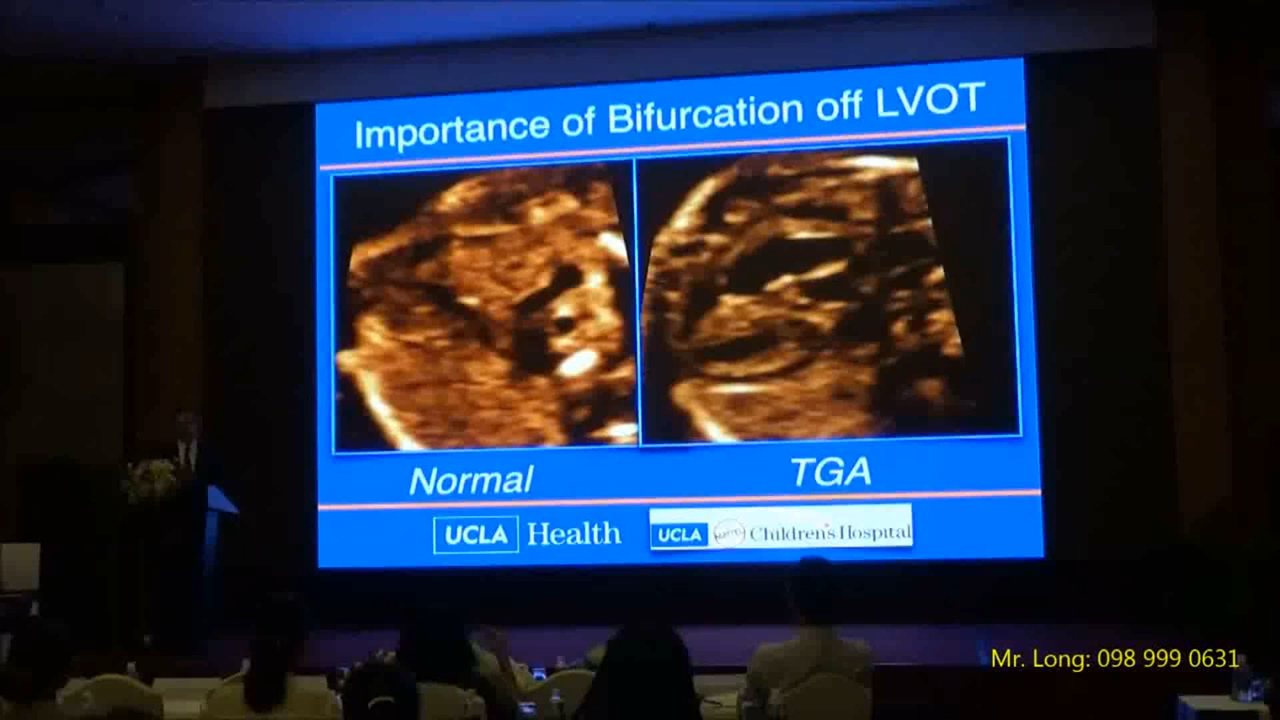 Importance of Bifurcation off LVOT
Normal
TGA
UCLA Health
UCLA Children's Hospital
Mr. Long: 098 999 0631